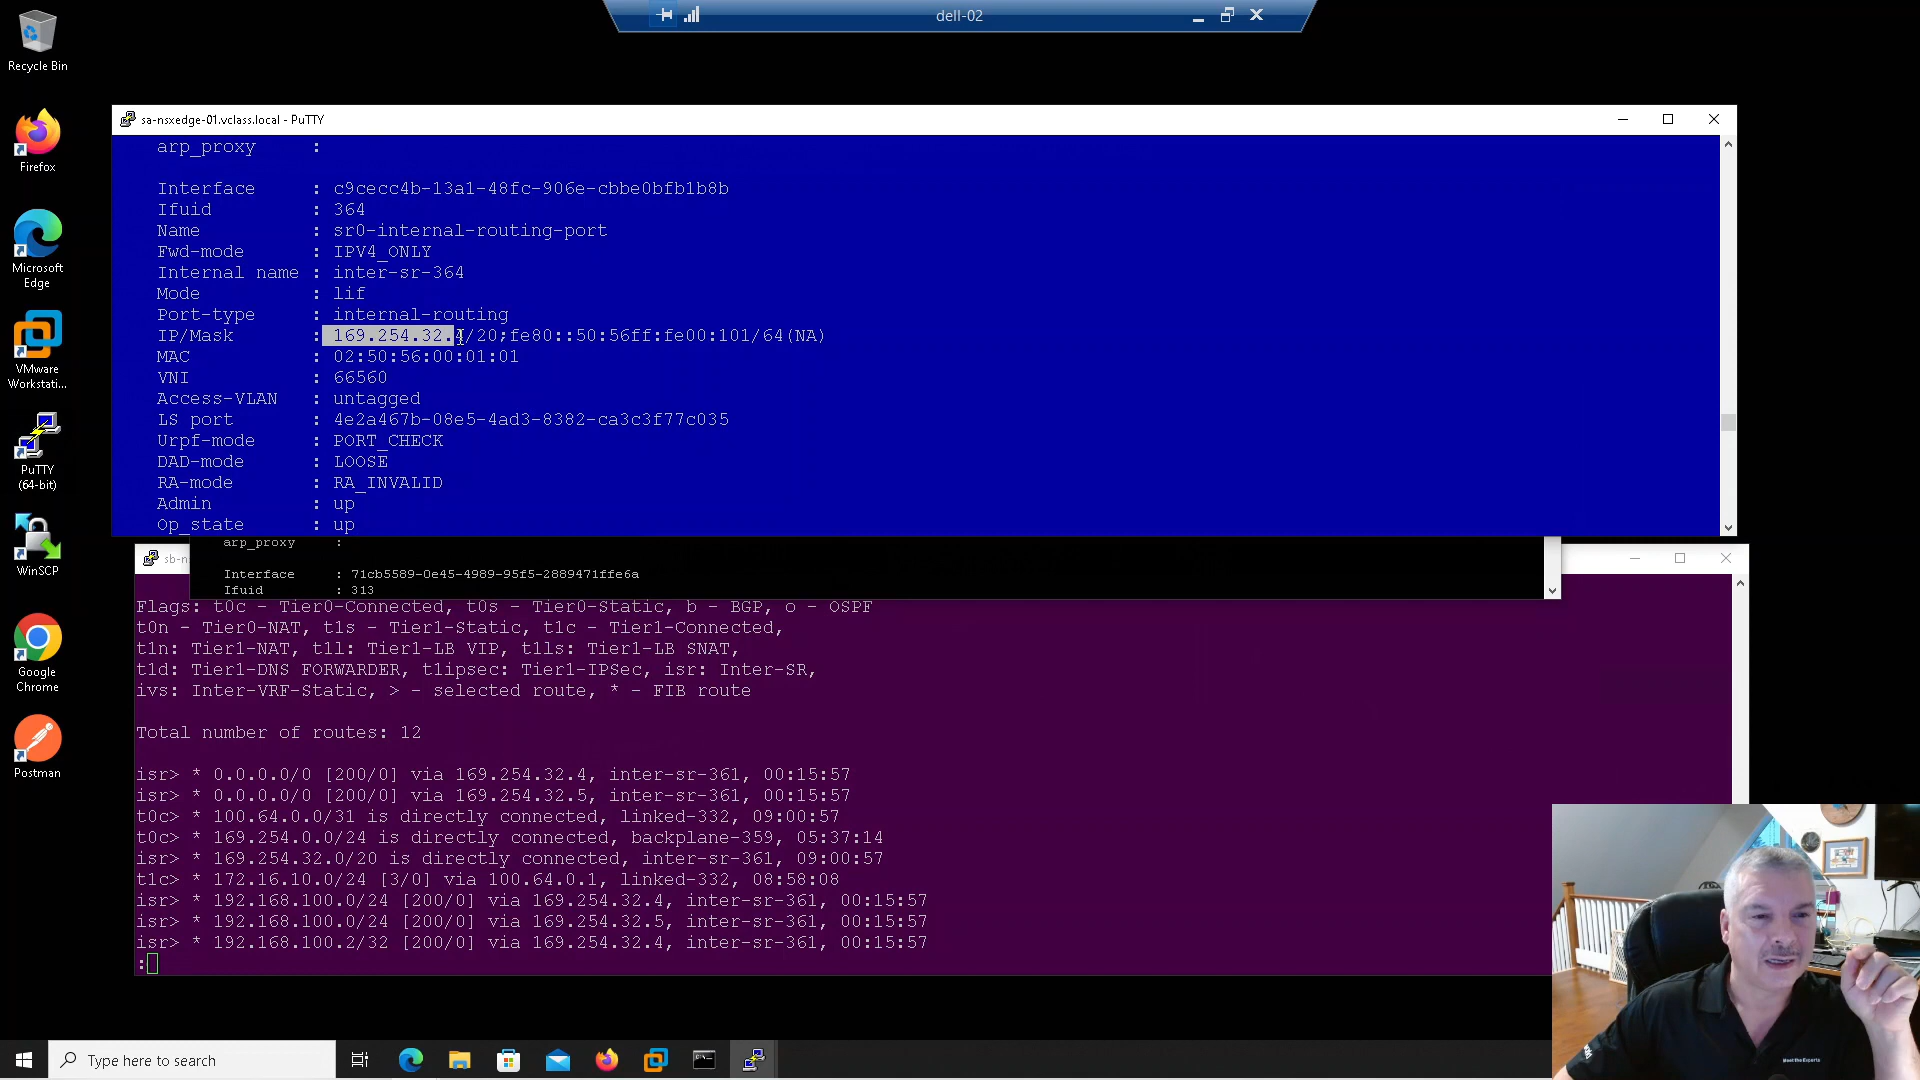 dell-02
Recycle Bin
Firefox
Microsoft
Edge
VMware
Workstati...
PuTTY
(64-bit)
WinSCP
Google
Chrome
Postman
sa-nsxedge-01.vclass.local - PuTTY
arp_proxy :
Interface : c9cecc4b-13a1-48fc-906e-cbbe0bfb1b8b
Ifuid : 364
Name : sr0-internal-routing-port
Fwd-mode : IPV4_ONLY
Internal name : inter-sr-364
Mode : lif
Port-type : internal-routing
IP/Mask : 169.254.32.4/20;fe80::50:56ff:fe00:101/64(NA)
MAC : 02:50:56:00:01:01
VNI : 66560
Access-VLAN : untagged
LS port : 4e2a467b-08e5-4ad3-8382-ca3c3f77c035
Urpf-mode : PORT_CHECK
DAD-mode : LOOSE
RA-mode : RA_INVALID
Admin : up
Op_state : up
sb-n
arp_proxy :
Interface : 71cb5589-0e45-4989-95f5-2889471ffe6a
Ifuid : 313
Flags: t0c - Tier0-Connected, t0s - Tier0-Static, b - BGP, o - OSPF
t0n - Tier0-NAT, t1s - Tier1-Static, t1c - Tier1-Connected,
t1n: Tier1-NAT, t1l: Tier1-LB VIP, t1ls: Tier1-LB SNAT,
t1d: Tier1-DNS FORWARDER, t1ipsec: Tier1-IPSec, isr: Inter-SR,
ivs: Inter-VRF-Static, > - selected route, * - FIB route
Total number of routes: 12
isr> * 0.0.0.0/0 [200/0] via 169.254.32.4, inter-sr-361, 00:15:57
isr> * 0.0.0.0/0 [200/0] via 169.254.32.5, inter-sr-361, 00:15:57
t0c> * 100.64.0.0/31 is directly connected, linked-332, 09:00:57
t0c> * 169.254.0.0/24 is directly connected, backplane-359, 05:37:14
isr> * 169.254.32.0/20 is directly connected, inter-sr-361, 09:00:57
t1c> * 172.16.10.0/24 [3/0] via 100.64.0.1, linked-332, 08:58:08
isr> * 192.168.100.0/24 [200/0] via 169.254.32.4, inter-sr-361, 00:15:57
isr> * 192.168.100.0/24 [200/0] via 169.254.32.5, inter-sr-361, 00:15:57
isr> * 192.168.100.2/32 [200/0] via 169.254.32.4, inter-sr-361, 00:15:57
:
Meet the Experts
Type here to search